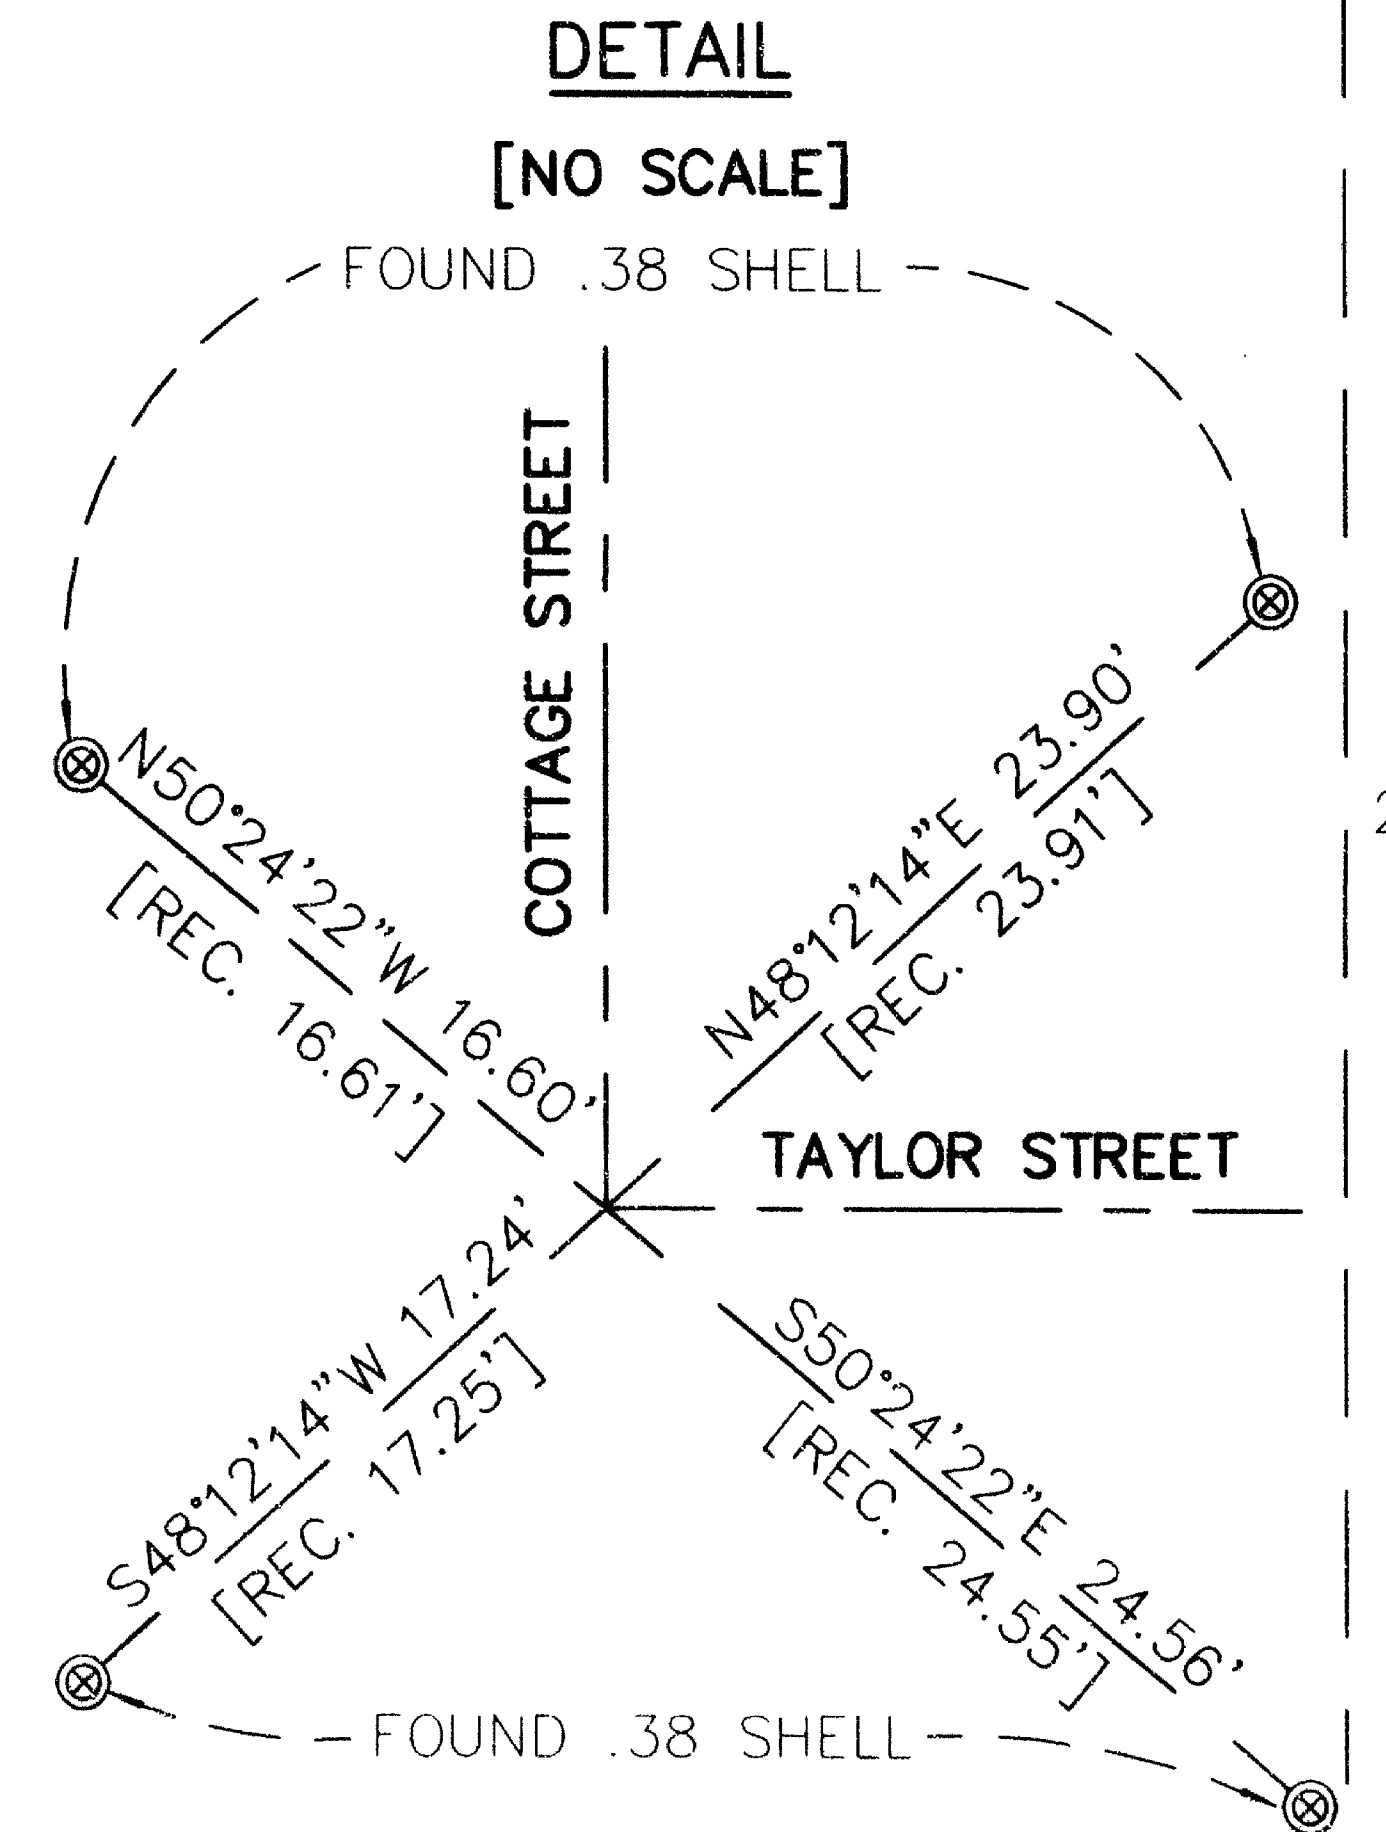 DETAIL
[NO SCALE]
FOUND .38 SHELL
COTTAGE STREET
N50°24'22"W 16.60'
[REC. 16.61']
N48°12'14"E 23.90'
[REC. 23.91']
TAYLOR STREET
S48°12'14"W 17.24'
[REC. 17.25']
S50°24'22"E 24.56'
[REC. 24.55']
FOUND .38 SHELL